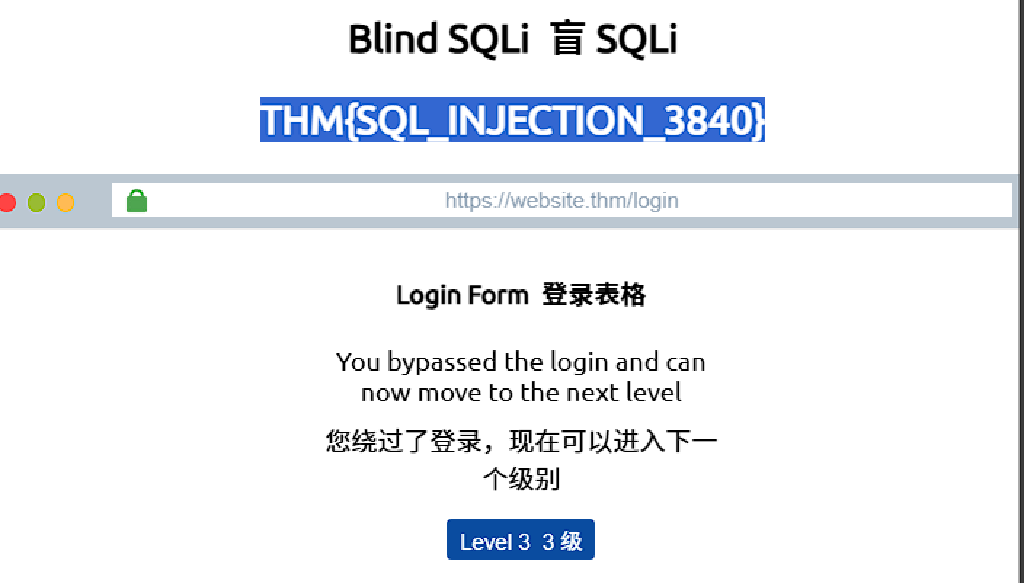 Blind SQLi 盲 SQLi
THM{SQL_INJECTION_3840}
https://website.thm/login
Login Form 登录表格
You bypassed the login and can
now move to the next level
您绕过了登录，现在可以进入下一
个级别
Level 3 3 级